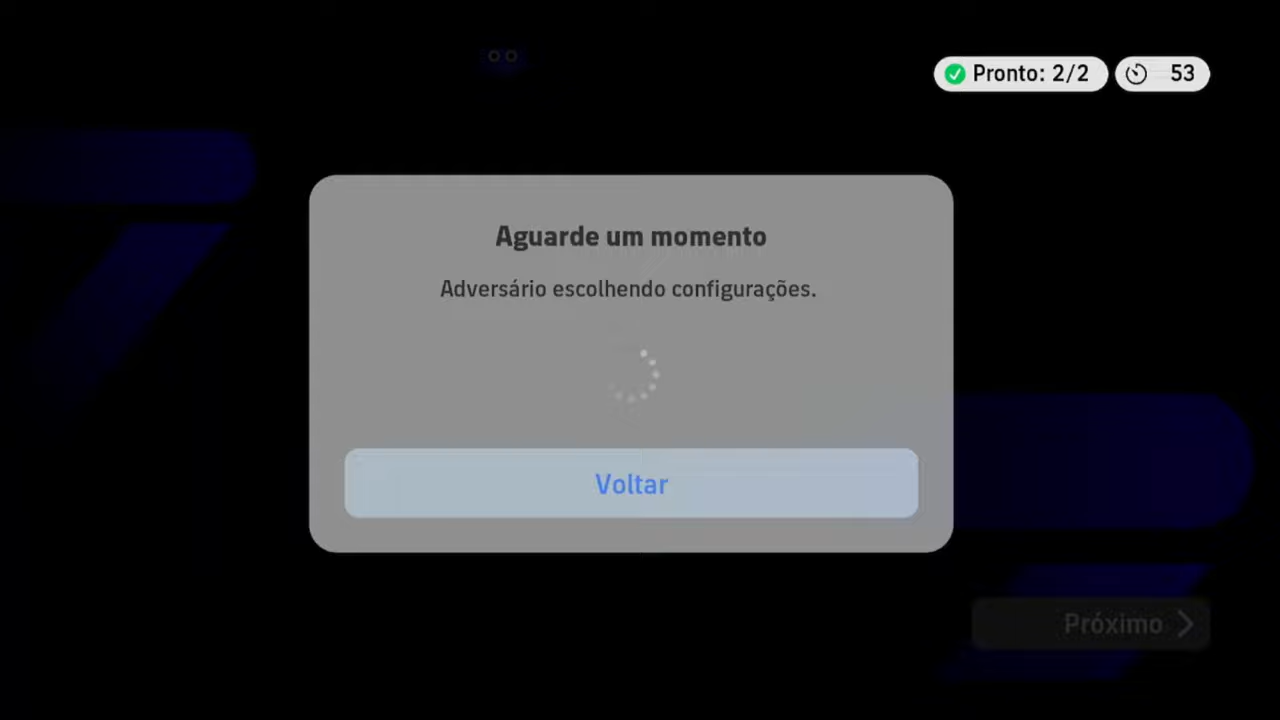 Pronto: 2/2
53
Aguarde um momento
Adversário escolhendo configurações.
Voltar
Próximo